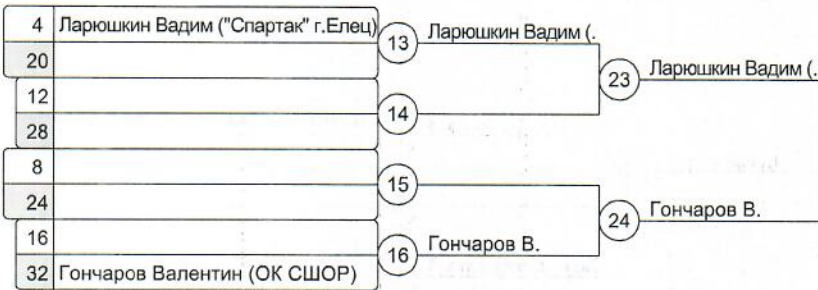 4 Ларюшкин Вадим ("Спартак" г.Елец)
20
12
28
8
24
16
32 Гончаров Валентин (ОК СШОР)
13 Ларюшкин Вадим (.
14
15
16 Гончаров В.
23 Ларюшкин Вадим (.
24 Гончаров В.